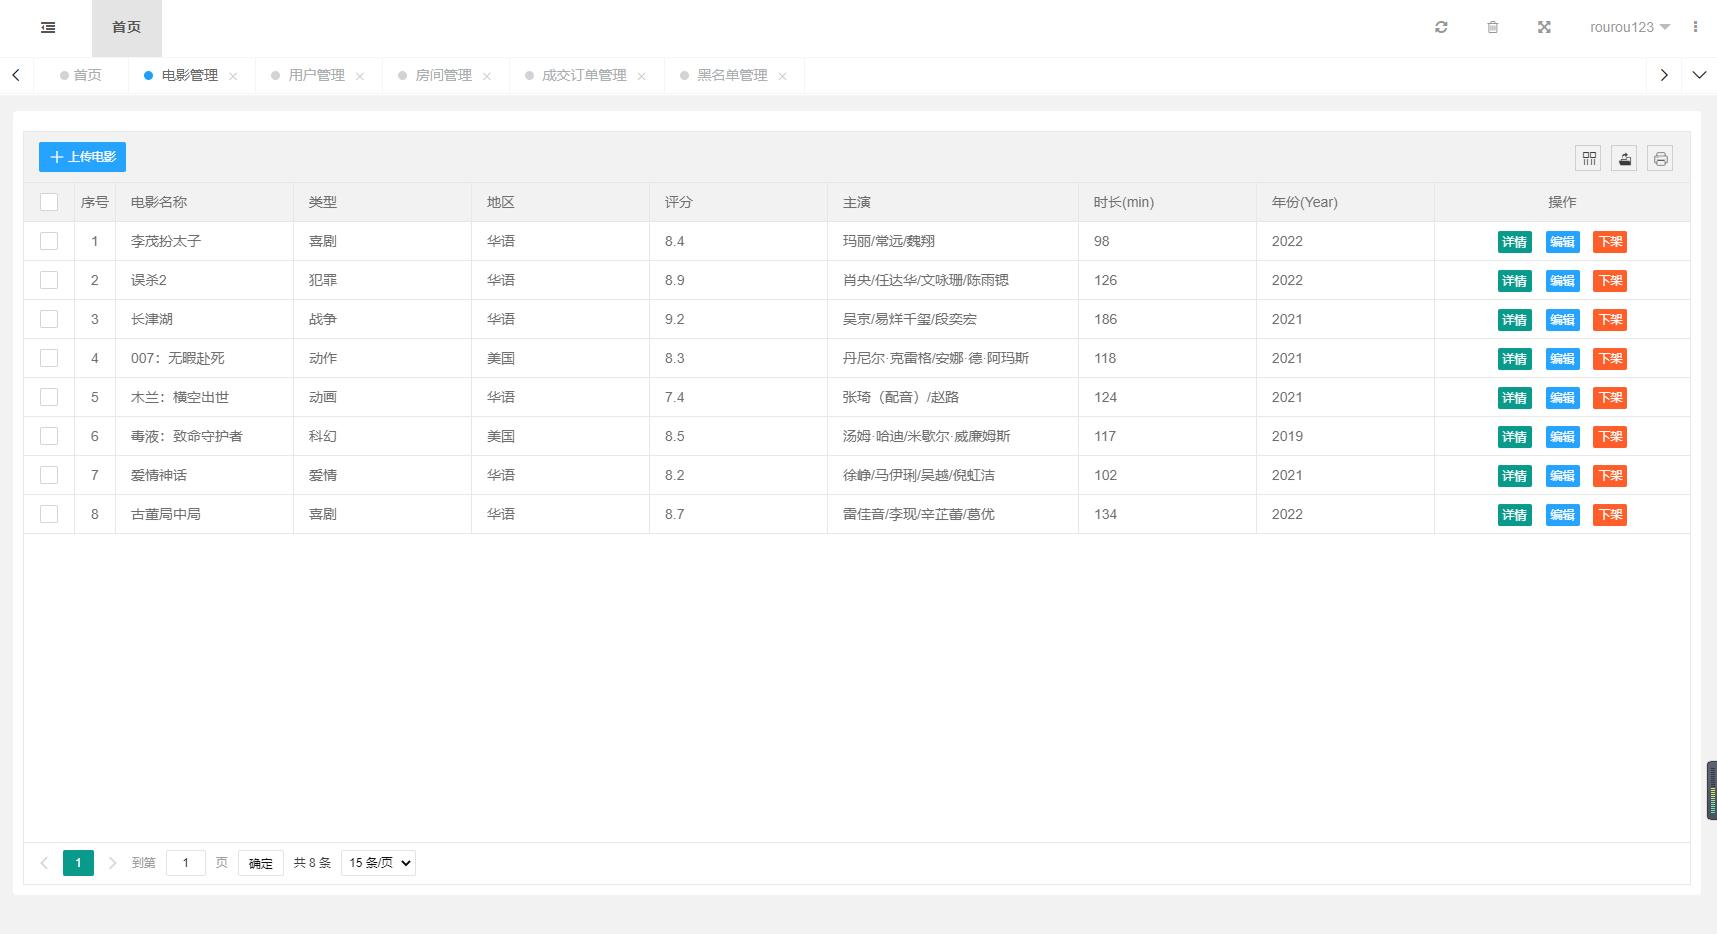 首页 rourou123
首页 电影管理 用户管理 房间管理 成交订单管理 黑名单管理
上传电影
序号 电影名称 类型 地区 评分 主演 时长(min) 年份(Year) 操作
1 李茂扮太子 喜剧 华语 8.4 玛丽/常远/魏翔 98 2022 详情 编辑 下架
2 误杀2 犯罪 华语 8.9 肖央/任达华/文咏珊/陈雨锶 126 2022 详情 编辑 下架
3 长津湖 战争 华语 9.2 吴京/易烊千玺/段奕宏 186 2021 详情 编辑 下架
4 007：无暇赴死 动作 美国 8.3 丹尼尔·克雷格/安娜·德·阿玛斯 118 2021 详情 编辑 下架
5 木兰：横空出世 动画 华语 7.4 张琦（配音）/赵路 124 2021 详情 编辑 下架
6 毒液：致命守护者 科幻 美国 8.5 汤姆·哈迪/米歇尔·威廉姆斯 117 2019 详情 编辑 下架
7 爱情神话 爱情 华语 8.2 徐峥/马伊琍/吴越/倪虹洁 102 2021 详情 编辑 下架
8 古董局中局 喜剧 华语 8.7 雷佳音/李现/辛芷蕾/葛优 134 2022 详情 编辑 下架
1 到第 1 页 确定 共 8 条 15 条/页